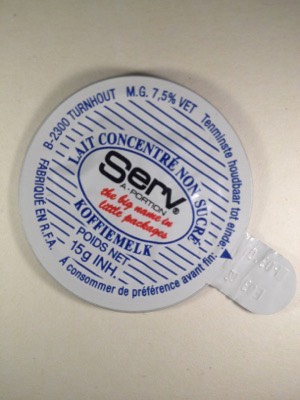 B-2300 TURNHOUT M.G. 7,5% VET Tenminste houdbaar tot einde:
LAIT CONCENTRÉ NON SUCRÉ
Serv
A-PORTION®
the big name in
little packages
KOFFIEMELK
POIDS NET
15g INH.
FABRIQUÉ EN R.F.A.
A consommer de préférence avant fin: